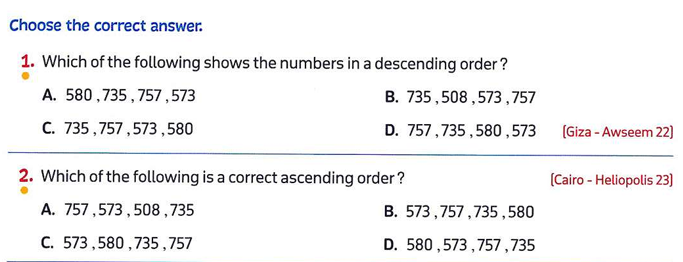 Choose the correct answer.
1. Which of the following shows the numbers in a descending order?
A. 580 , 735 , 757 , 573 B. 735 , 508 , 573 , 757
C. 735 , 757 , 573 , 580 D. 757 , 735 , 580 , 573 (Giza - Awseem 22)
2. Which of the following is a correct ascending order? (Cairo - Heliopolis 23)
A. 757 , 573 , 508 , 735 B. 573 , 757 , 735 , 580
C. 573 , 580 , 735 , 757 D. 580 , 573 , 757 , 735